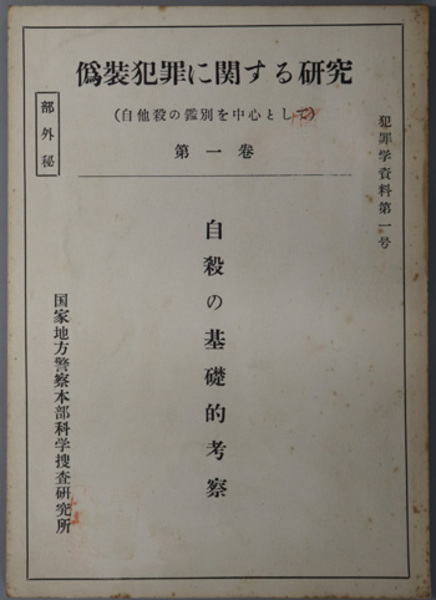 偽装犯罪に関する研究
(自他殺の鑑別を中心として)
第一巻
部外秘
犯罪学資料第一号
自殺の基礎的考察
国家地方警察本部科学捜査研究所